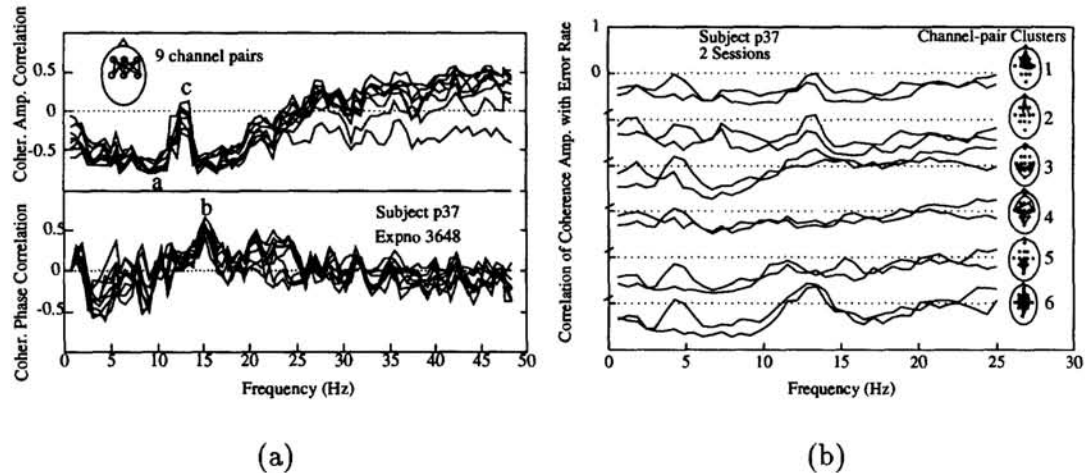 Coher. Amp. Correlation
0.5
0
-0.5
9 channel pairs
c
a
Coher. Phase Correlation
0.5
0
-0.5
b
Subject p37
Expno 3648
0 5 10 15 20 25 30 35 40 45 50
Frequency (Hz)
(a)
Correlation of Coherence Amp. with Error Rate
1
0
Subject p37
2 Sessions
Channel-pair Clusters
1
2
3
4
5
6
0 5 10 15 20 25 30
Frequency (Hz)
(b)